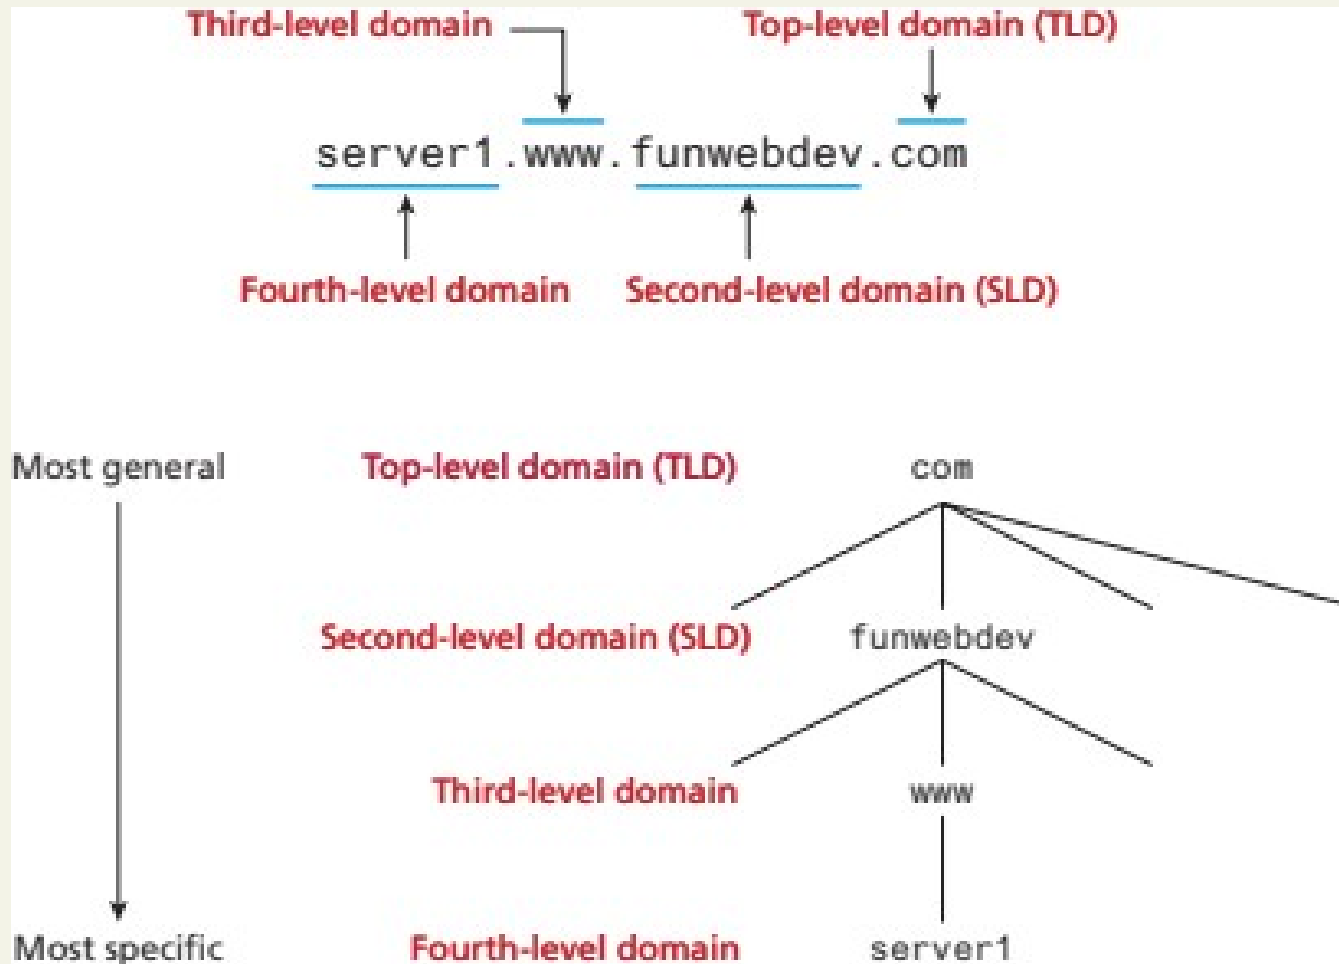 Third-level domain Top-level domain (TLD)
server1.www.funwebdev.com
Fourth-level domain Second-level domain (SLD)
Most general Top-level domain (TLD) com
Second-level domain (SLD) funwebdev
Third-level domain www
Most specific Fourth-level domain server1